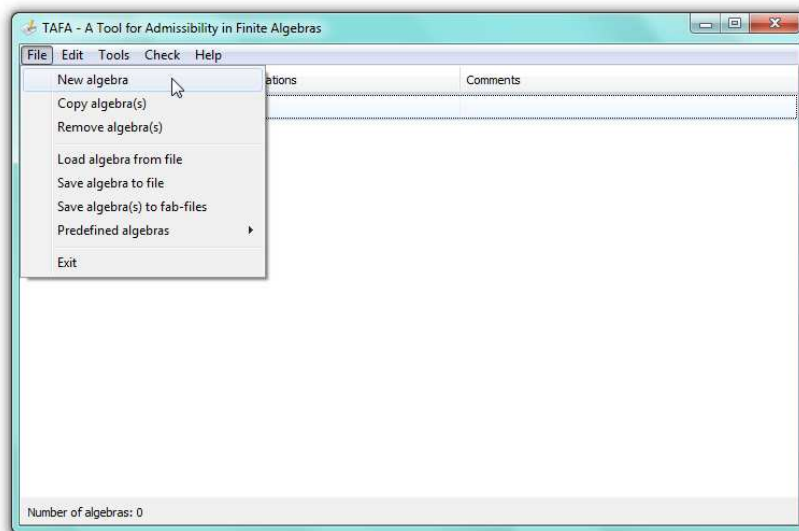 TAFA - A Tool for Admissibility in Finite Algebras
File Edit Tools Check Help
New algebra
ations Comments
Copy algebra(s)
Remove algebra(s)
Load algebra from file
Save algebra to file
Save algebra(s) to fab-files
Predefined algebras
Exit
Number of algebras: 0